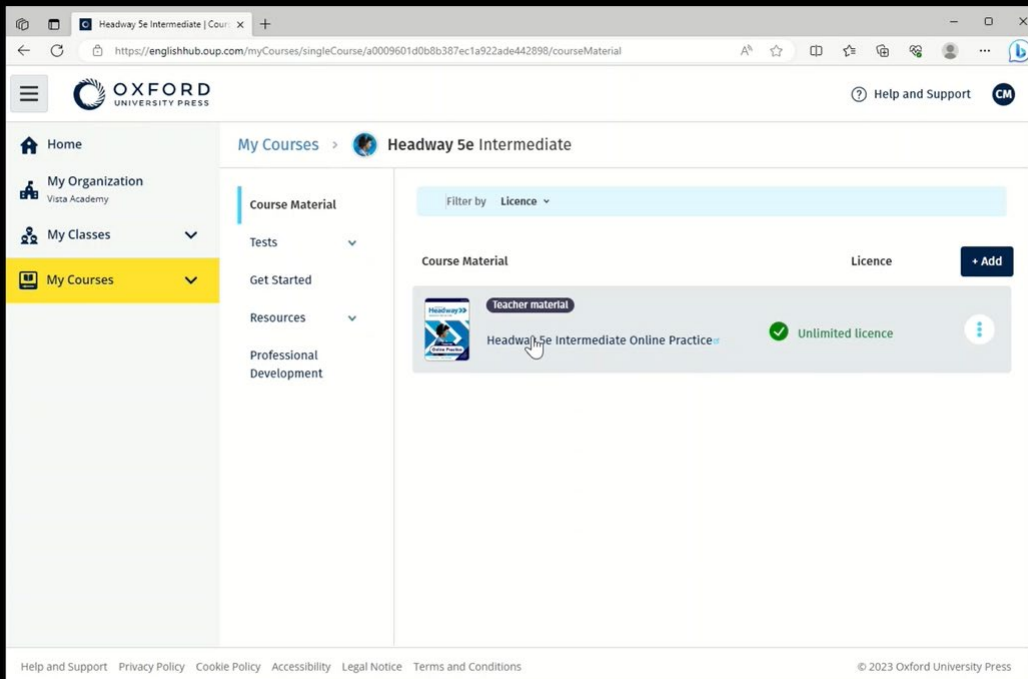 Headway 5e Intermediate | Cour
https://englishhub.oup.com/myCourses/singleCourse/a0009601d0b8b387ec1a922ade442898/courseMaterial
OXFORD
UNIVERSITY PRESS
Help and Support
CM
Home
My Organization
Vista Academy
My Classes
My Courses
My Courses > Headway 5e Intermediate
Course Material
Tests
Get Started
Resources
Professional
Development
Filter by Licence
Course Material Licence + Add
Headway
Online Practice
Teacher material
Headway 5e Intermediate Online Practice
Unlimited licence
Help and Support Privacy Policy Cookie Policy Accessibility Legal Notice Terms and Conditions © 2023 Oxford University Press